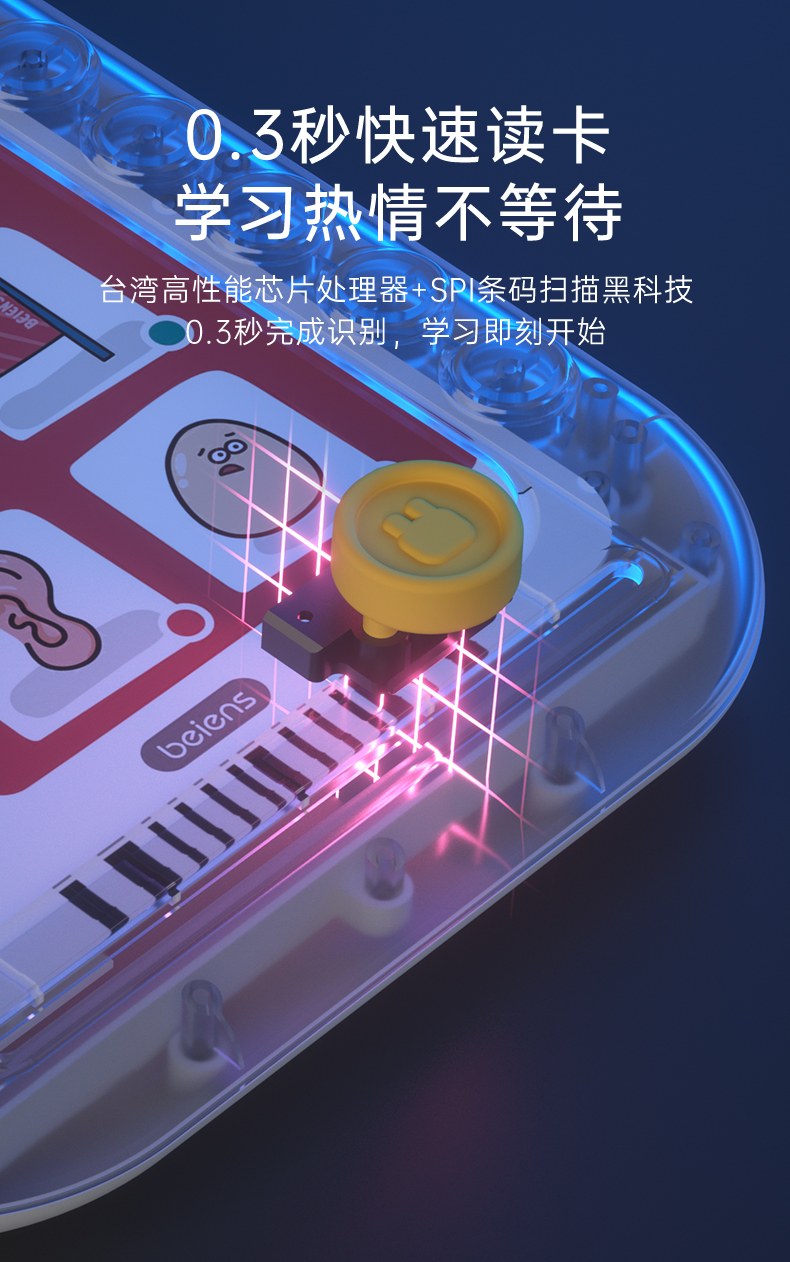 0.3秒快速读卡
学习热情不等待
台湾高性能芯片处理器+SPI条码扫描黑科技
0.3秒完成识别，学习即刻开始
BEIENS
beiens